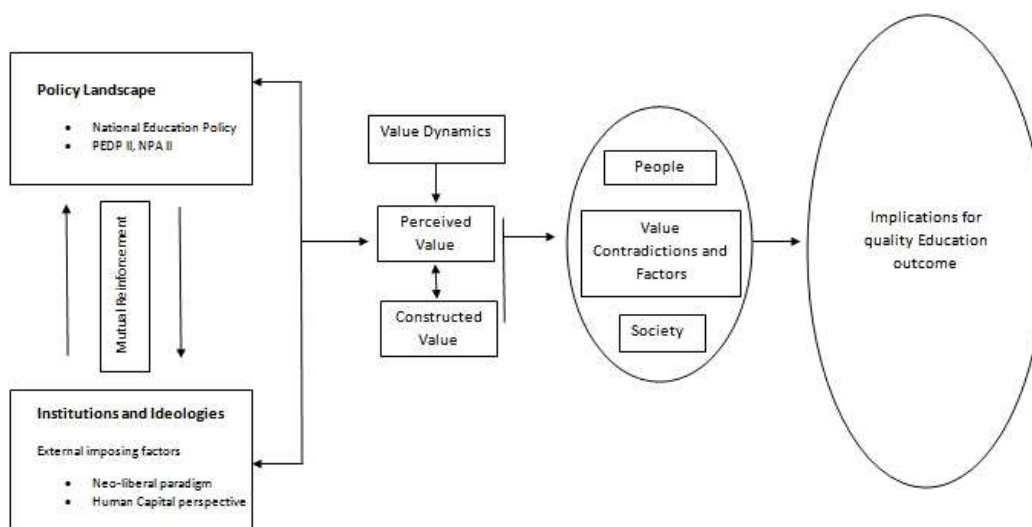 Policy Landscape
• National Education Policy
• PEDP II, NPA II
Mutual Reinforcement
Institutions and Ideologies
External imposing factors
• Neo-liberal paradigm
• Human Capital perspective
Value Dynamics
Perceived
Value
Constructed
Value
People
Value
Contradictions and
Factors
Society
Implications for
quality Education
outcome